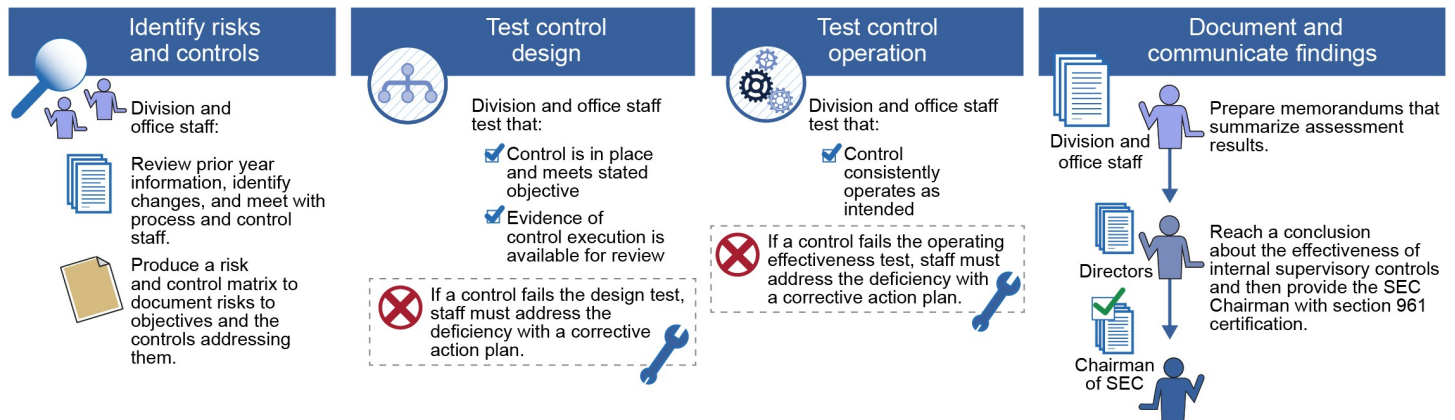 Identify risks
and controls
Division and
office staff:
Review prior year
information, identify
changes, and meet with
process and control
staff.
Produce a risk
and control matrix to
document risks to
objectives and the
controls addressing
them.
Test control
design
Division and office staff
test that:
Control is in place
and meets stated
objective
Evidence of
control execution is
available for review
If a control fails the design test,
staff must address the
deficiency with a corrective
action plan.
Test control
operation
Division and office staff
test that:
Control
consistently
operates as
intended
If a control fails the operating
effectiveness test, staff must
address the deficiency with
a corrective action plan.
Document and
communicate findings
Division and
office staff
Prepare memorandums that
summarize assessment
results.
Directors
Reach a conclusion
about the effectiveness of
internal supervisory controls
and then provide the SEC
Chairman with section 961
certification.
Chairman
of SEC